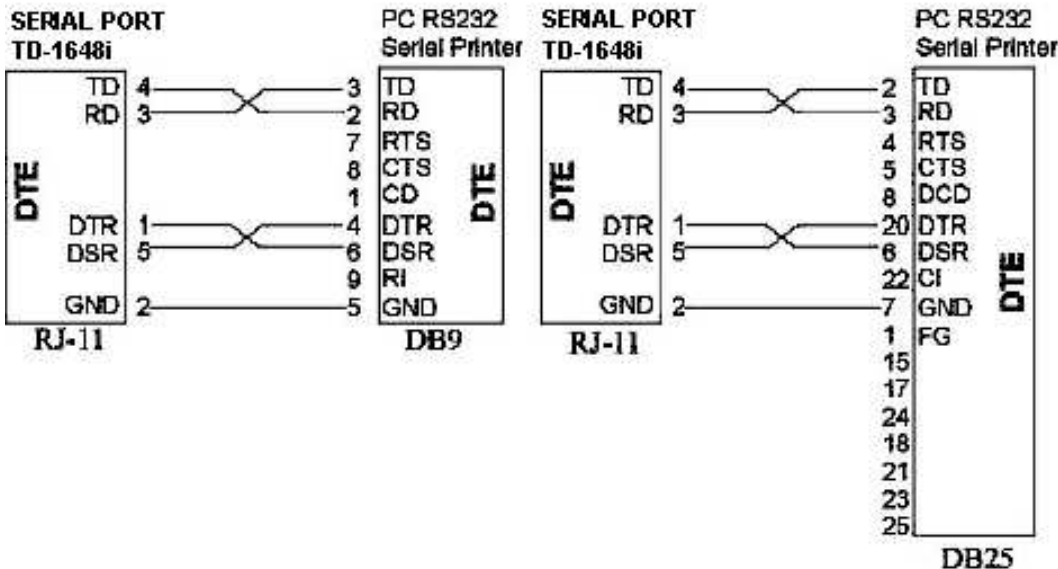 SERIAL PORT
TD-1648i
PC RS232
Serial Printer
TD 4
RD 3
DTE
DTR 1
DSR 5
GND 2
RJ-11
3 TD
2 RD
7 RTS
8 CTS
1 CD
DTE
4 DTR
6 DSR
9 RI
5 GND
DB9
SERIAL PORT
TD-1648i
PC RS232
Serial Printer
TD 4
RD 3
DTE
DTR 1
DSR 5
GND 2
RJ-11
2 TD
3 RD
4 RTS
5 CTS
8 DCD
20 DTR
6 DSR
22 CI
DTE
7 GND
1 FG
15
17
24
18
21
23
25
DB25